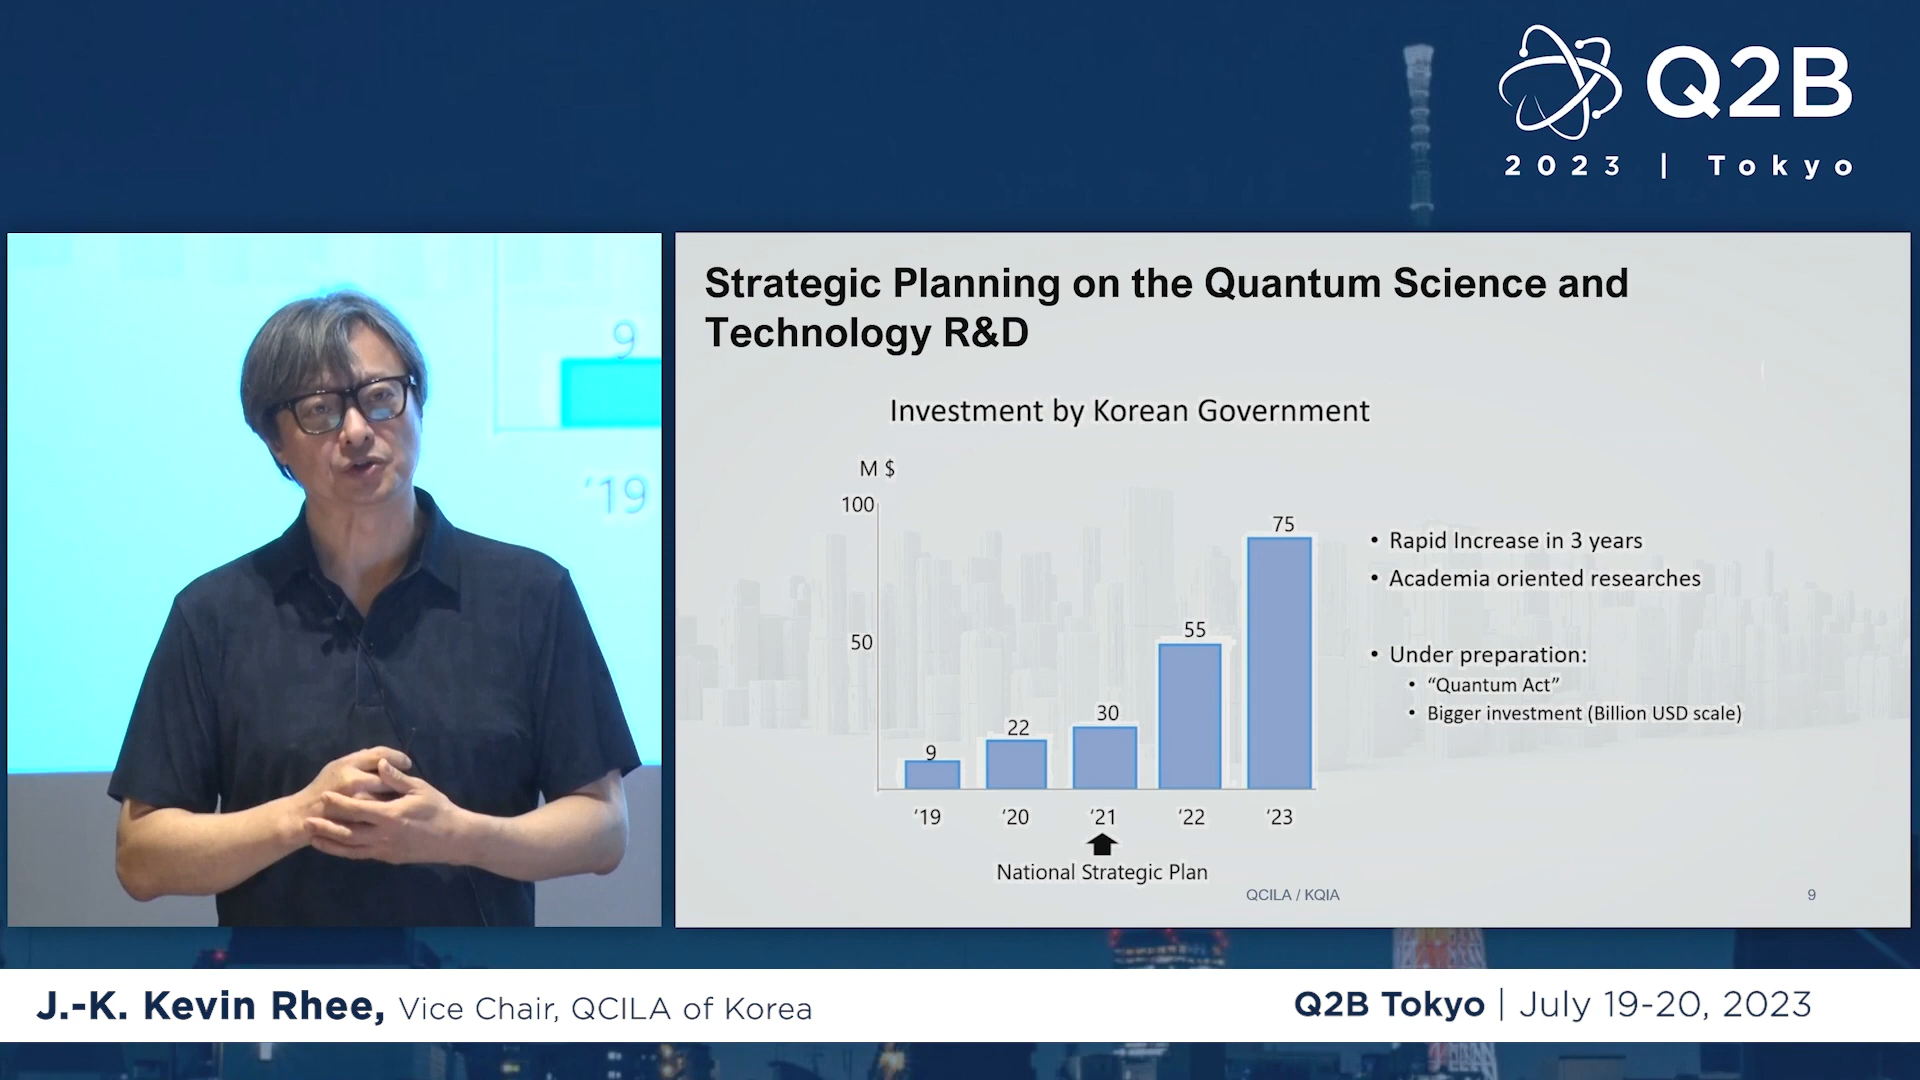 Q2B
2023 | Tokyo
9
'19
Strategic Planning on the Quantum Science and
Technology R&D
Investment by Korean Government
M $
100
50
9
22
30
55
75
'19
'20
'21
'22
'23
National Strategic Plan
• Rapid Increase in 3 years
• Academia oriented researches
• Under preparation:
• “Quantum Act”
• Bigger investment (Billion USD scale)
QCILA / KQIA
9
J.-K. Kevin Rhee, Vice Chair, QCILA of Korea
Q2B Tokyo | July 19-20, 2023